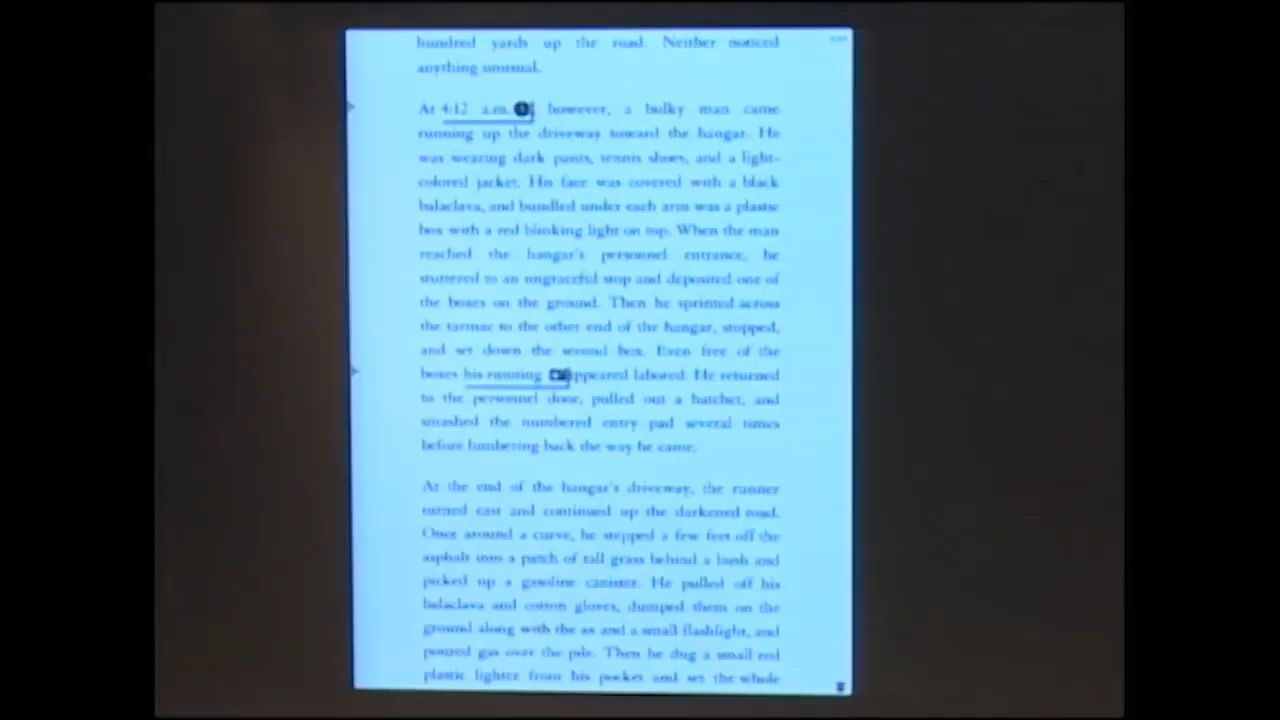 hundred yards up the road. Neither noticed
anything unusual.
At 4:12 a.m. however, a bulky man came
running up the driveway toward the hangar. He
was wearing dark pants, tennis shoes, and a light-
colored jacket. His face was covered with a black
balaclava, and bundled under each arm was a plastic
box with a red blinking light on top. When the man
reached the hangar's personnel entrance, he
stuttered to an ungraceful stop and deposited one of
the boxes on the ground. Then he sprinted across
the tarmac to the other end of the hangar, stopped,
and set down the second box. Even free of the
boxes his running appeared labored. He returned
to the personnel door, pulled out a hatchet, and
smashed the numbered entry pad several times
before lumbering back the way he came.
At the end of the hangar's driveway, the runner
turned east and continued up the darkened road.
Once around a curve, he stepped a few feet off the
asphalt into a patch of tall grass behind a bush and
picked up a gasoline canister. He pulled off his
balaclava and cotton gloves, dumped them on the
ground along with the ax and a small flashlight, and
poured gas over the pile. Then he dug a small red
plastic lighter from his pocket and set the whole